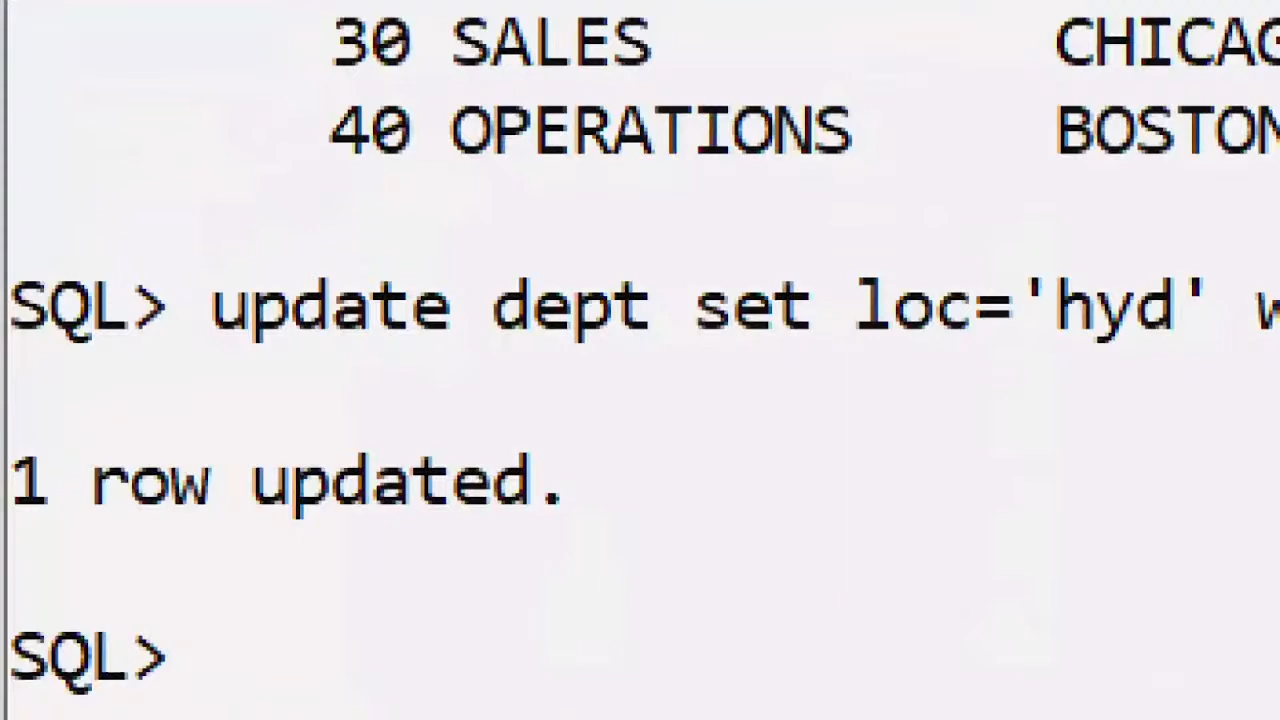 30 SALES CHICAG
40 OPERATIONS BOSTON
SQL> update dept set loc='hyd' w
1 row updated.
SQL>